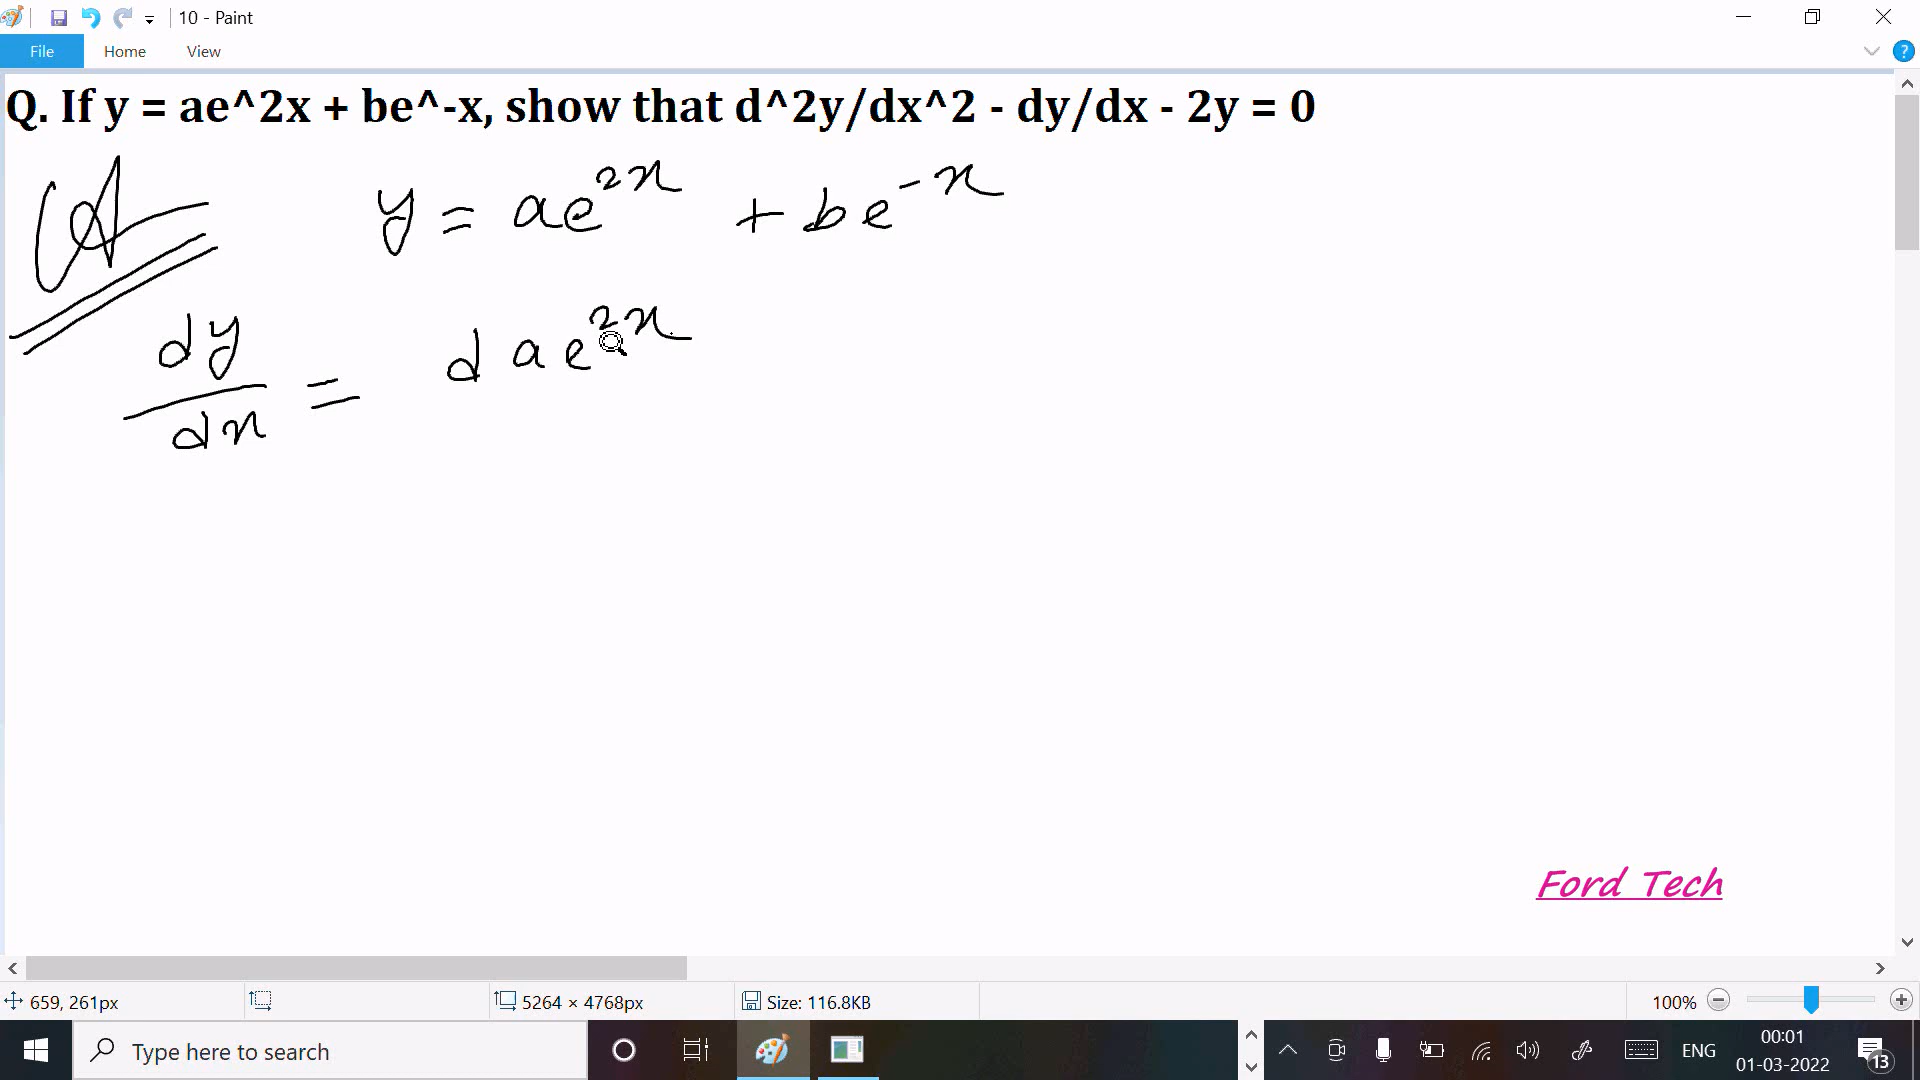 10 - Paint
File Home View
Q. If y = ae^2x + be^-x, show that d^2y/dx^2 - dy/dx - 2y = 0
A
y = ae^2x + be^-x
dy/dx = d ae^2x
Ford Tech
659, 261px 5264 × 4768px Size: 116.8KB 100%
Type here to search
ENG
00:01
01-03-2022
13